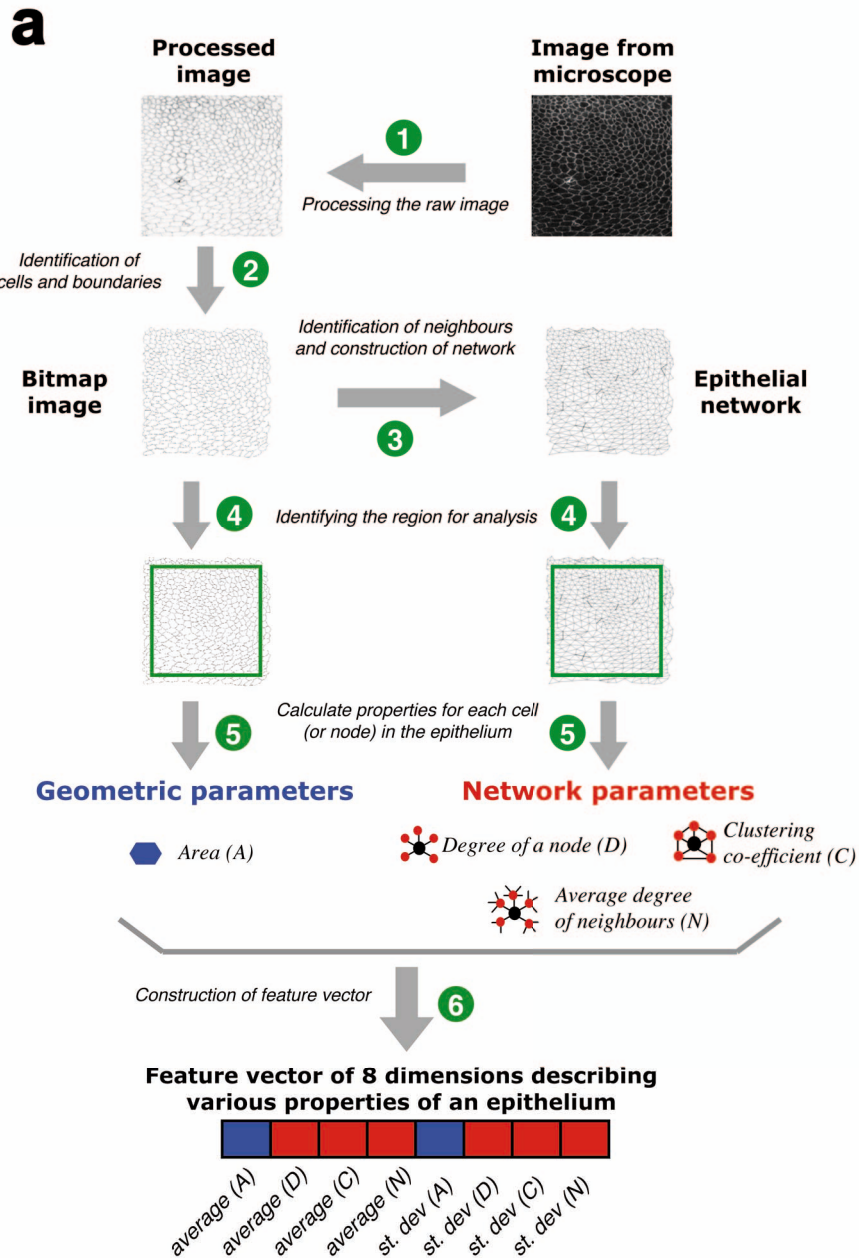 a
Processed
image
Image from
microscope
1
Processing the raw image
Identification of
cells and boundaries
2
Identification of neighbours
and construction of network
Bitmap
image
3
Epithelial
network
4
Identifying the region for analysis
4
5
Calculate properties for each cell
(or node) in the epithelium
5
Geometric parameters
Network parameters
Area (A)
Degree of a node (D)
Clustering
co-efficient (C)
Average degree
of neighbours (N)
Construction of feature vector
6
Feature vector of 8 dimensions describing
various properties of an epithelium
average (A)
average (D)
average (C)
average (N)
st. dev (A)
st. dev (D)
st. dev (C)
st. dev (N)